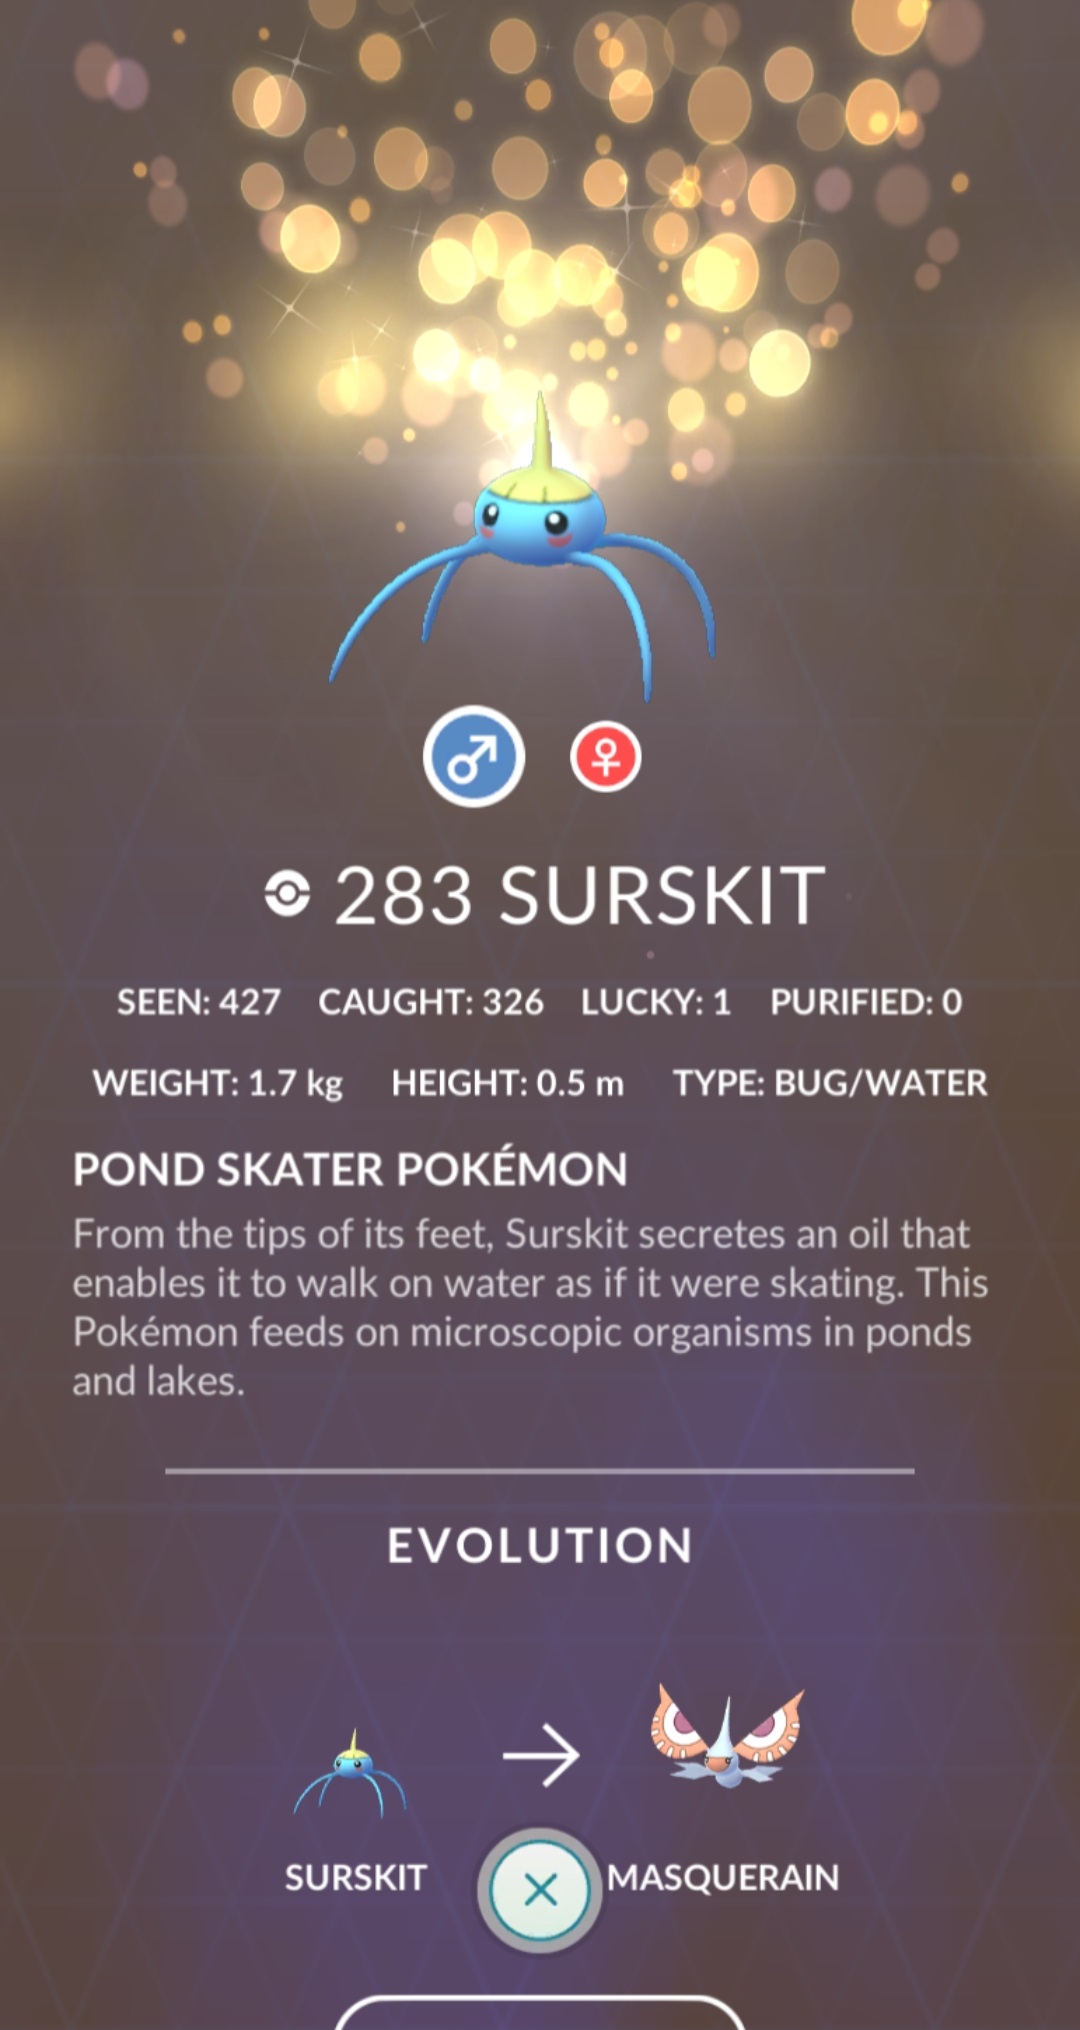 283 SURSKIT
SEEN: 427 CAUGHT: 326 LUCKY: 1 PURIFIED: 0
WEIGHT: 1.7 kg HEIGHT: 0.5 m TYPE: BUG/WATER
POND SKATER POKÉMON
From the tips of its feet, Surskit secretes an oil that
enables it to walk on water as if it were skating. This
Pokémon feeds on microscopic organisms in ponds
and lakes.
EVOLUTION
SURSKIT MASQUERAIN